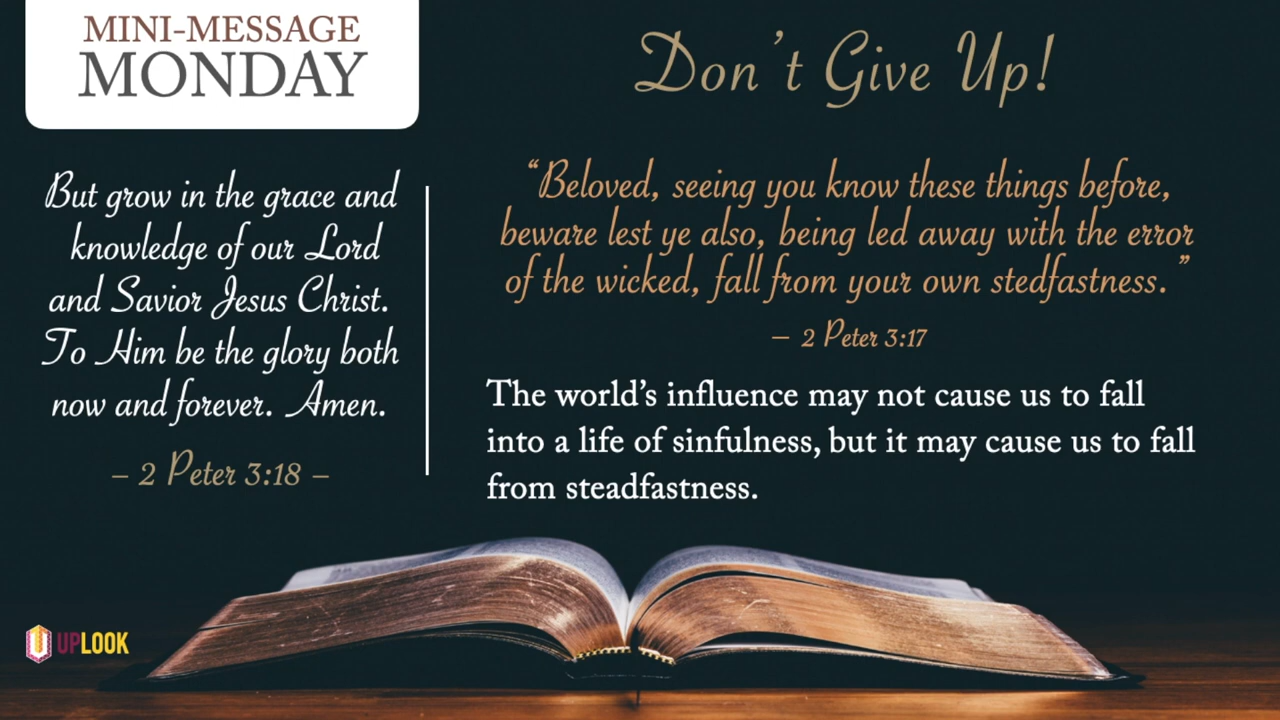 MINI-MESSAGE
MONDAY
Don't Give Up!
But grow in the grace and
knowledge of our Lord
and Savior Jesus Christ.
To Him be the glory both
now and forever. Amen.
– 2 Peter 3:18 –
“Beloved, seeing you know these things before,
beware lest ye also, being led away with the error
of the wicked, fall from your own stedfastness.”
– 2 Peter 3:17
The world’s influence may not cause us to fall
into a life of sinfulness, but it may cause us to fall
from steadfastness.
UPLOOK